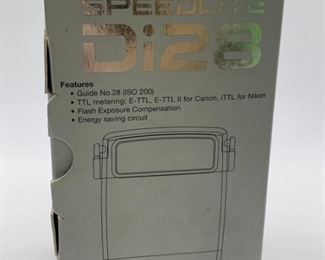 SPEEDLITE
Di28
Features
• Guide No.28 (ISO 200)
• TTL metering: E-TTL, E-TTL II for Canon, iTTL for Nikon
• Flash Exposure Compensation
• Energy saving circuit